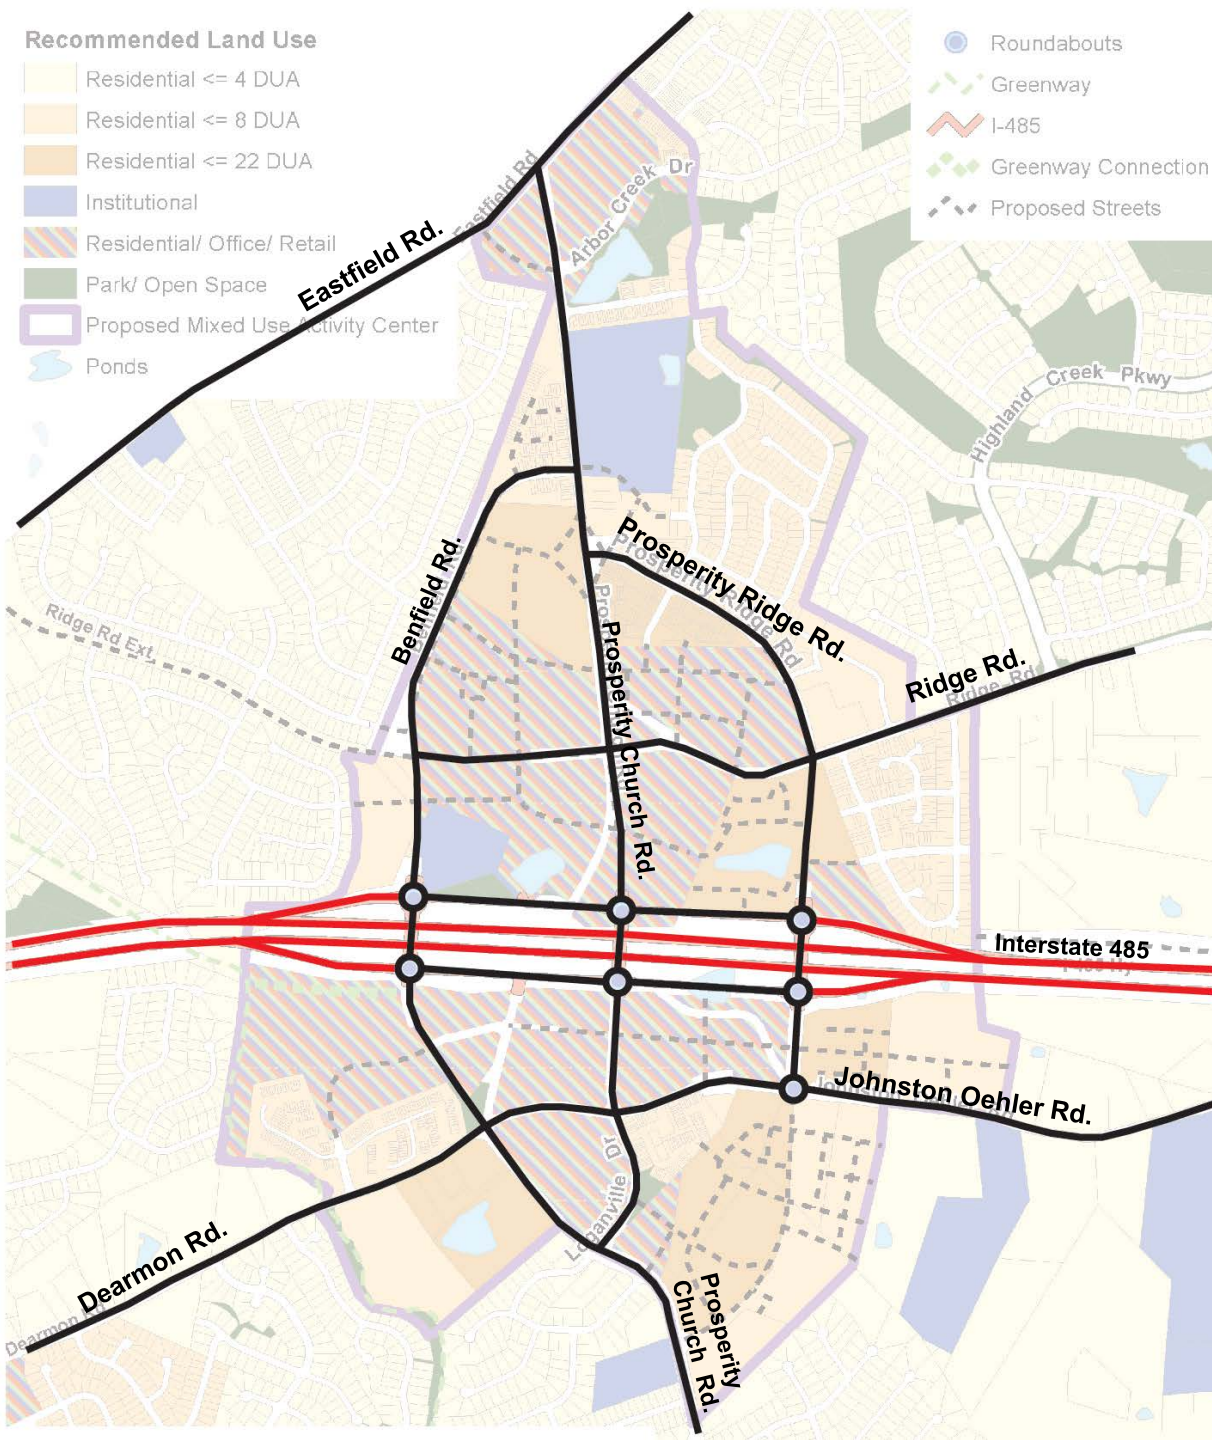 Recommended Land Use
Residential <= 4 DUA
Residential <= 8 DUA
Residential <= 22 DUA
Institutional
Residential/ Office/ Retail
Park/ Open Space
Proposed Mixed Use Activity Center
Ponds
Roundabouts
Greenway
I-485
Greenway Connection
Proposed Streets
Eastfield Rd
Eastfield Rd.
Arbor Creek Dr
Highland Creek Pkwy
Benfield Rd.
Prosperity Ridge Rd.
Prosperity Ridge Rd
Ridge Rd Ext
Prosperity Church Rd.
Ridge Rd.
Ridge Rd
Interstate 485
Johnston Oehler Rd.
Loganville Dr
Dearmon Rd.
Dearmon Rd
Prosperity
Church Rd.